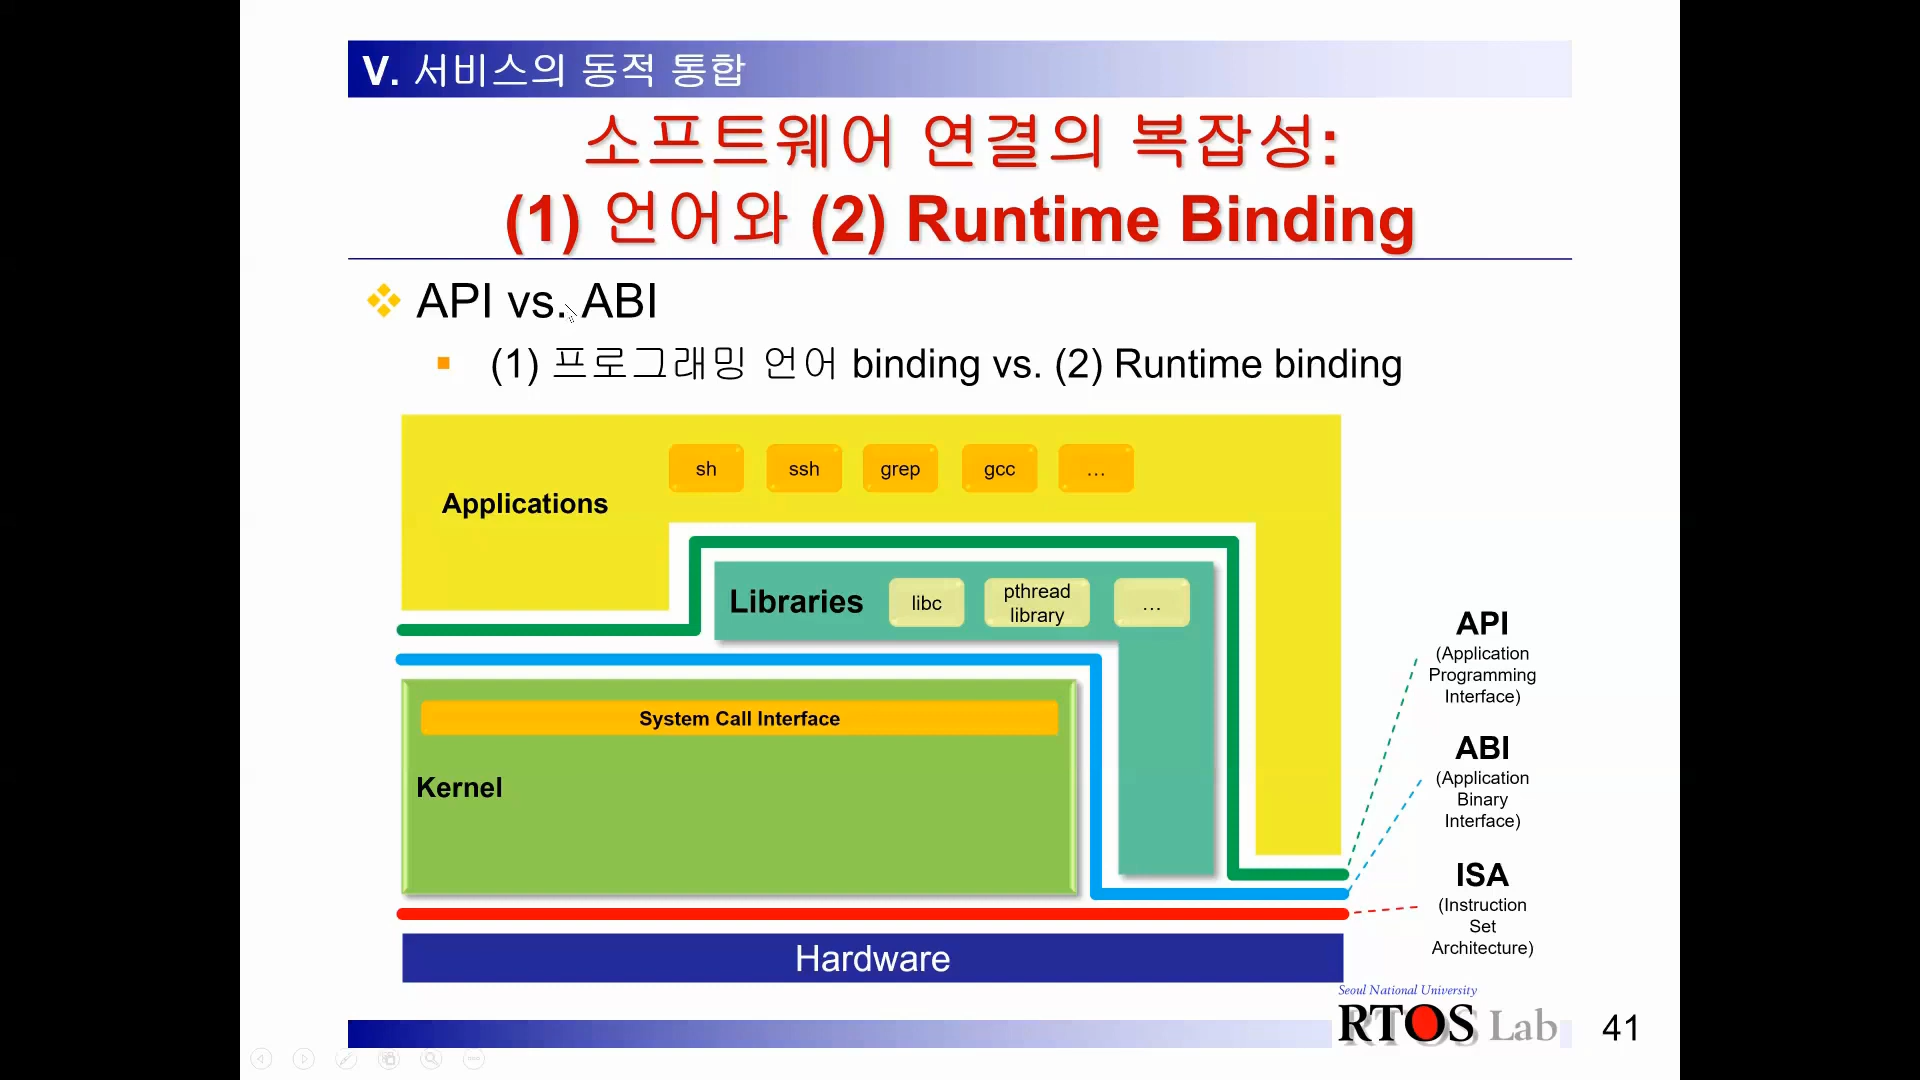 V. 서비스의 동적 통합
소프트웨어 연결의 복잡성:
(1) 언어와 (2) Runtime Binding
API vs. ABI
(1) 프로그래밍 언어 binding vs. (2) Runtime binding
sh
ssh
grep
gcc
...
Applications
Libraries
libc
pthread
library
...
API
(Application
Programming
Interface)
System Call Interface
ABI
(Application
Binary
Interface)
Kernel
ISA
(Instruction
Set
Architecture)
Hardware
Seoul National University
RTOS Lab
41